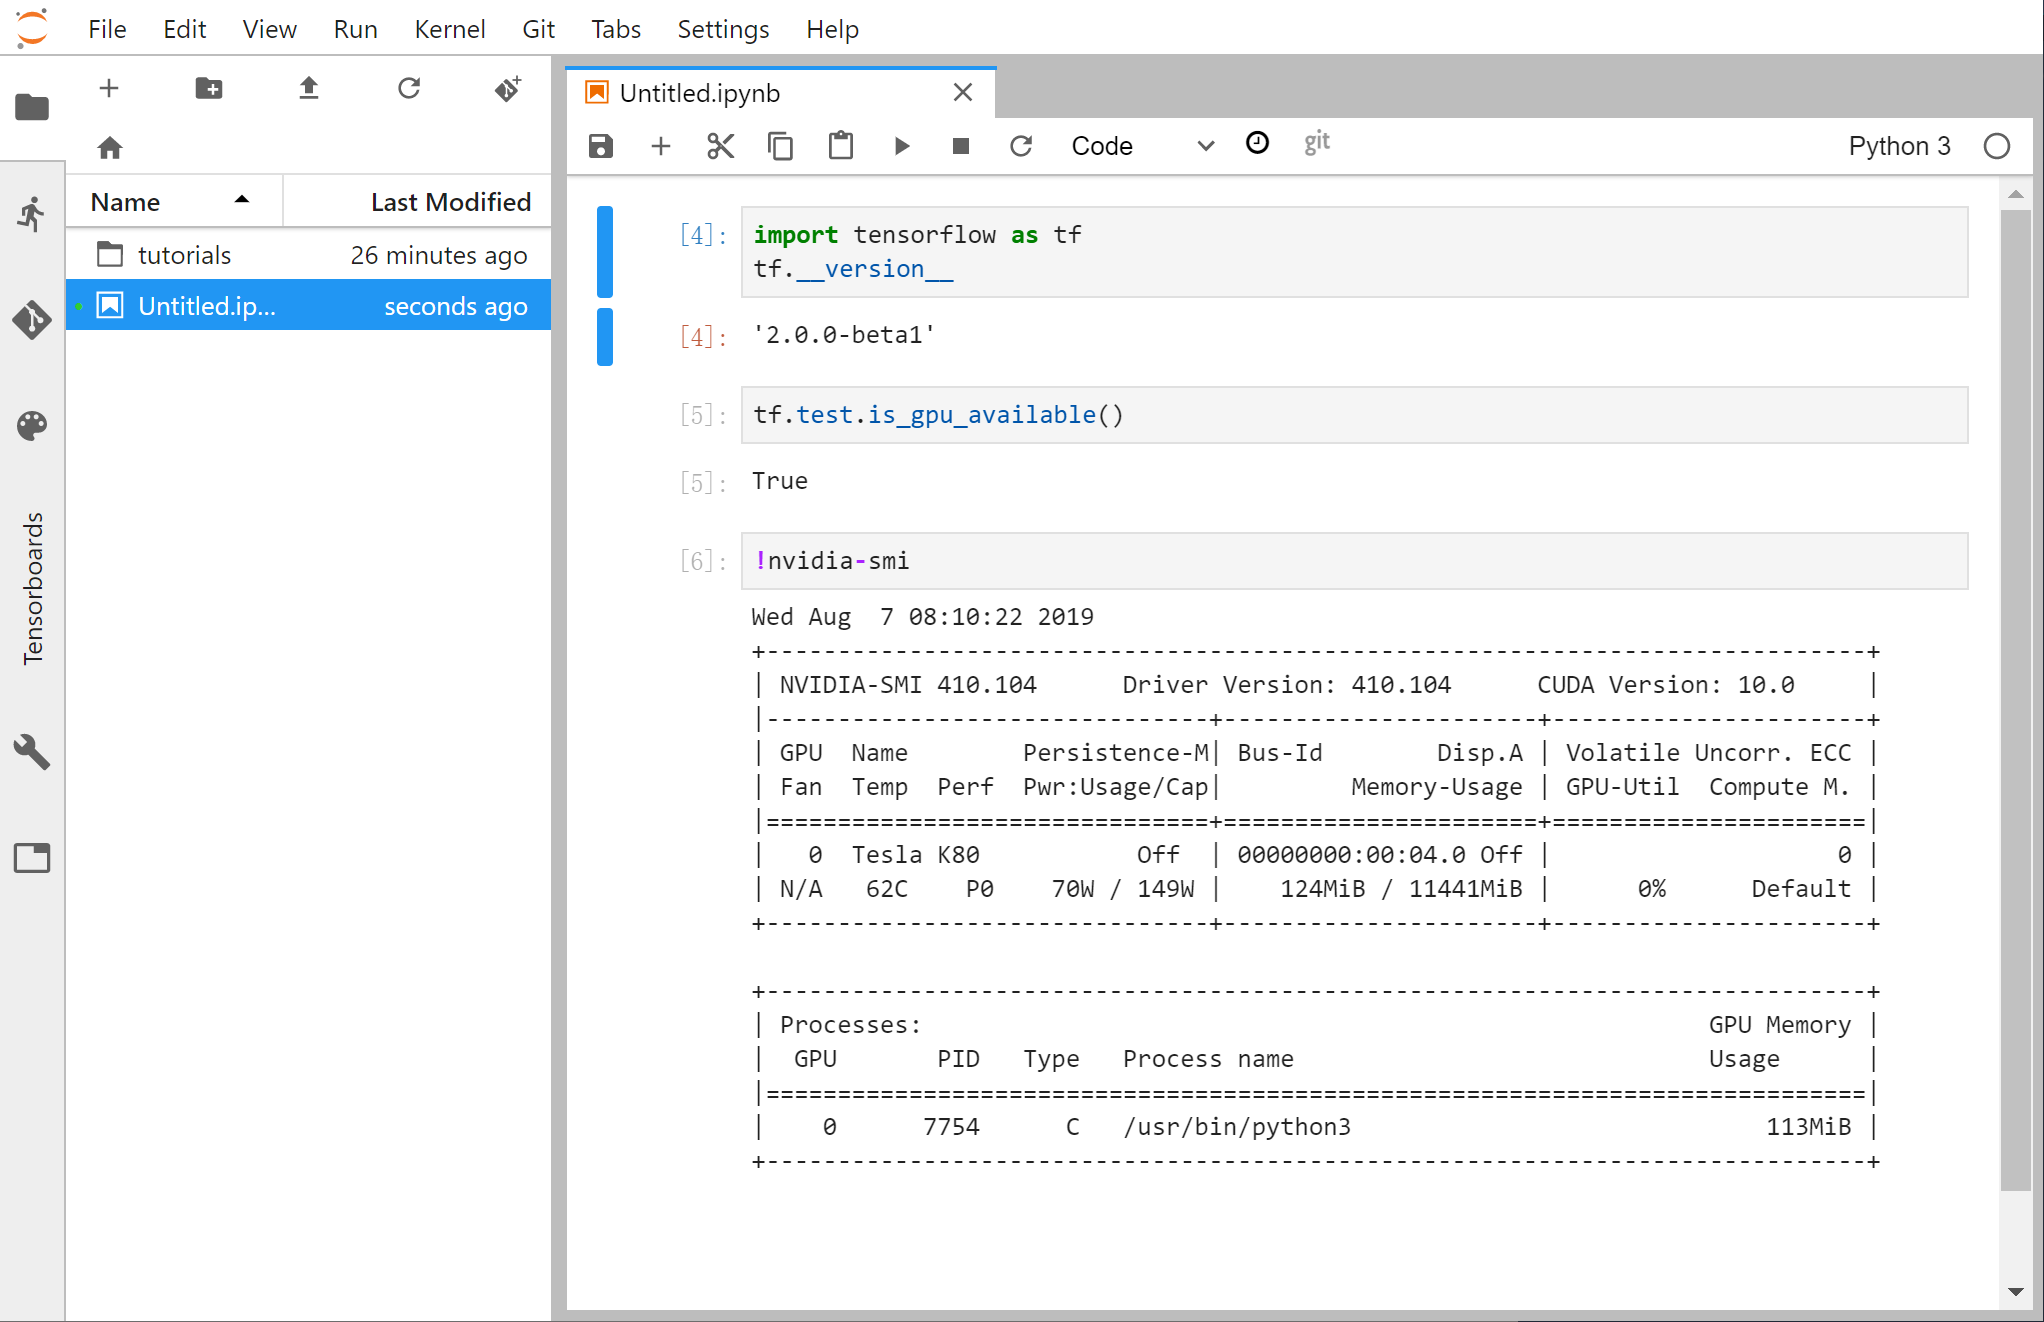 File Edit View Run Kernel Git Tabs Settings Help
Name Last Modified
tutorials 26 minutes ago
Untitled.ip... seconds ago
Tensorboards
Untitled.ipynb
Code git Python 3
[4]: import tensorflow as tf
tf.__version__
[4]: '2.0.0-beta1'
[5]: tf.test.is_gpu_available()
[5]: True
[6]: !nvidia-smi
Wed Aug  7 08:10:22 2019
+-----------------------------------------------------------------------------+
| NVIDIA-SMI 410.104      Driver Version: 410.104      CUDA Version: 10.0     |
|-------------------------------+----------------------+----------------------+
| GPU  Name        Persistence-M| Bus-Id        Disp.A | Volatile Uncorr. ECC |
| Fan  Temp  Perf  Pwr:Usage/Cap|         Memory-Usage | GPU-Util  Compute M. |
|===============================+======================+======================|
|   0  Tesla K80           Off  | 00000000:00:04.0 Off |                    0 |
| N/A   62C    P0    70W / 149W |    124MiB / 11441MiB |      0%      Default |
+-------------------------------+----------------------+----------------------+
+-----------------------------------------------------------------------------+
| Processes:                                                       GPU Memory |
|  GPU       PID   Type   Process name                             Usage      |
|=============================================================================|
|    0      7754      C   /usr/bin/python3                             113MiB |
+-----------------------------------------------------------------------------+